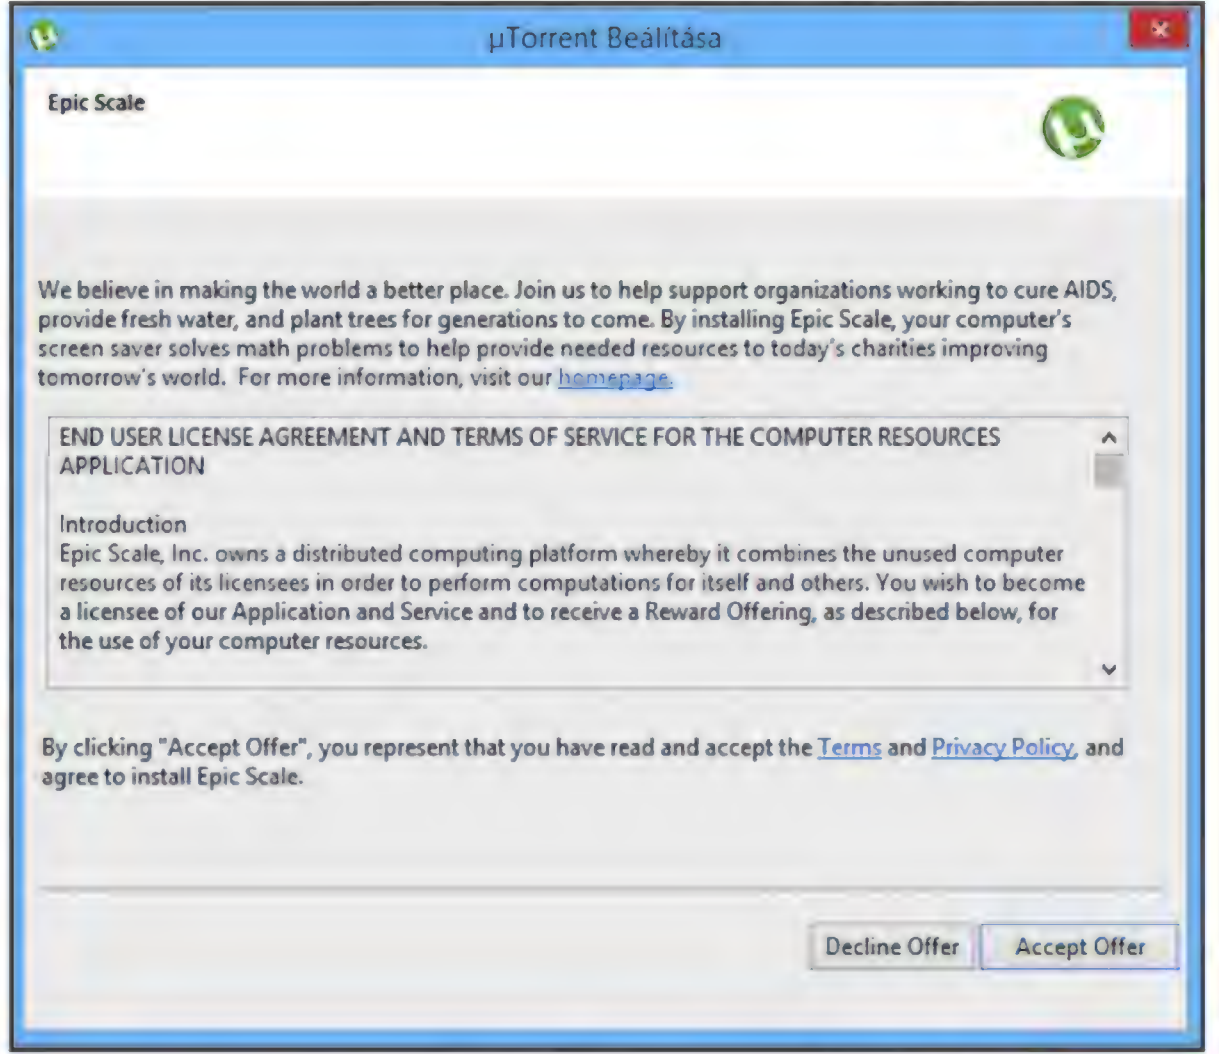 µTorrent Beálítása
Epic Scale
We believe in making the world a better place. Join us to help support organizations working to cure AIDS,
provide fresh water, and plant trees for generations to come. By installing Epic Scale, your computer's
screen saver solves math problems to help provide needed resources to today's charities improving
tomorrow's world. For more information, visit our homepage.
END USER LICENSE AGREEMENT AND TERMS OF SERVICE FOR THE COMPUTER RESOURCES
APPLICATION
Introduction
Epic Scale, Inc. owns a distributed computing platform whereby it combines the unused computer
resources of its licensees in order to perform computations for itself and others. You wish to become
a licensee of our Application and Service and to receive a Reward Offering, as described below, for
the use of your computer resources.
By clicking "Accept Offer", you represent that you have read and accept the Terms and Privacy Policy, and
agree to install Epic Scale.
Decline Offer
Accept Offer